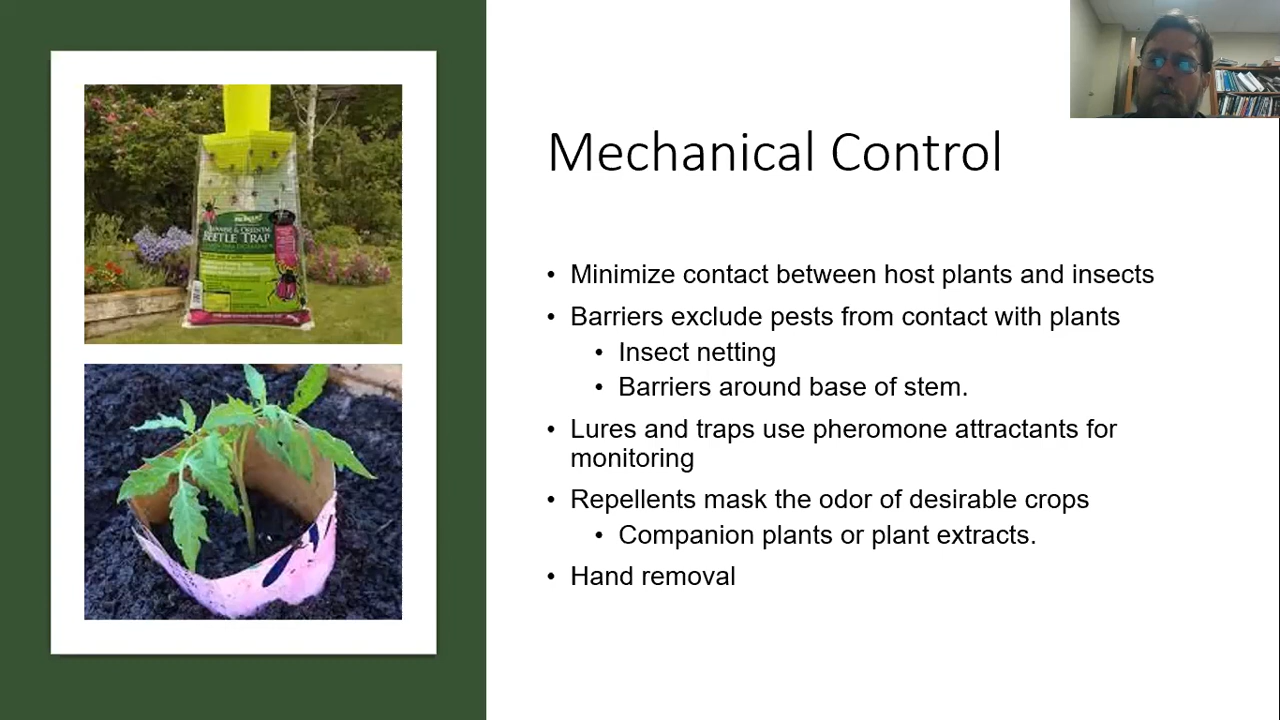 Mechanical Control
• Minimize contact between host plants and insects
• Barriers exclude pests from contact with plants
• Insect netting
• Barriers around base of stem.
• Lures and traps use pheromone attractants for
monitoring
• Repellents mask the odor of desirable crops
• Companion plants or plant extracts.
• Hand removal
& ORIENTAL
BEETLE TRAP